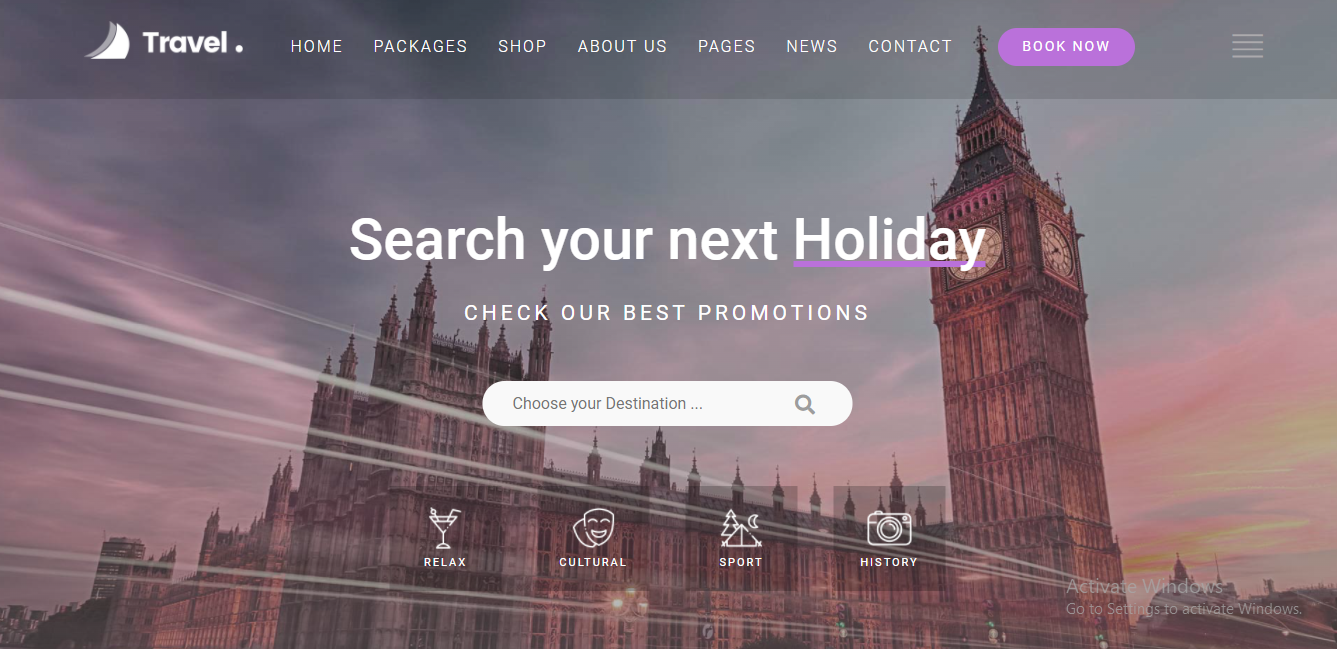 Travel .
HOME PACKAGES SHOP ABOUT US PAGES NEWS CONTACT BOOK NOW
Search your next Holiday
CHECK OUR BEST PROMOTIONS
Choose your Destination ...
RELAX CULTURAL SPORT HISTORY
Activate Windows
Go to Settings to activate Windows.